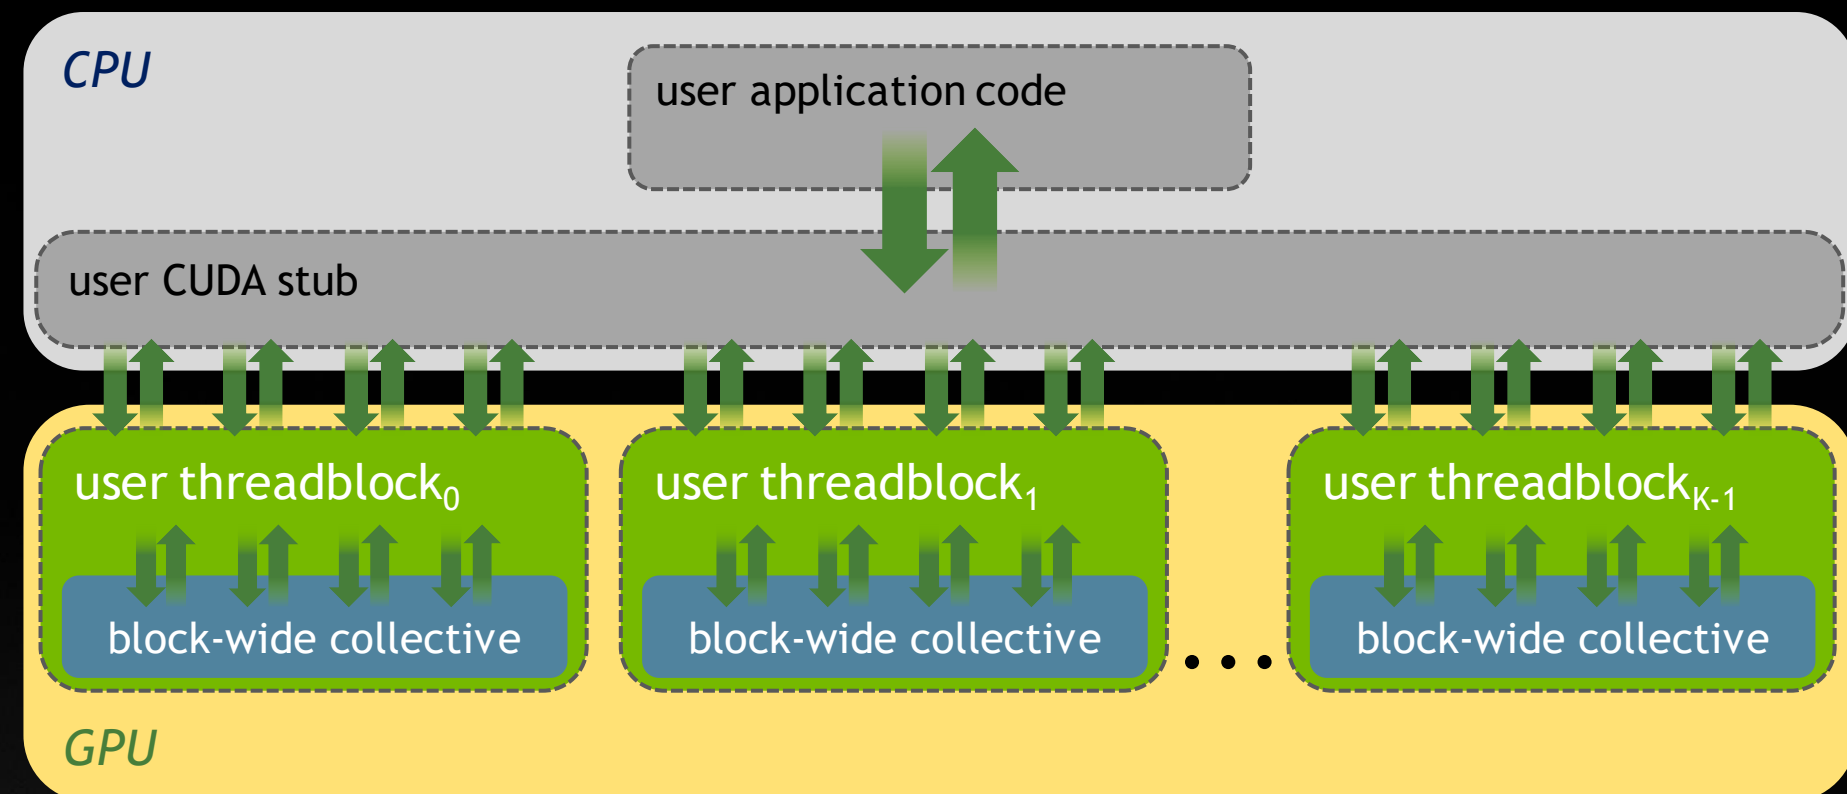 CPU
user application code
user CUDA stub
user threadblock₀
user threadblock₁
user threadblockK-1
block-wide collective
block-wide collective
...
block-wide collective
GPU